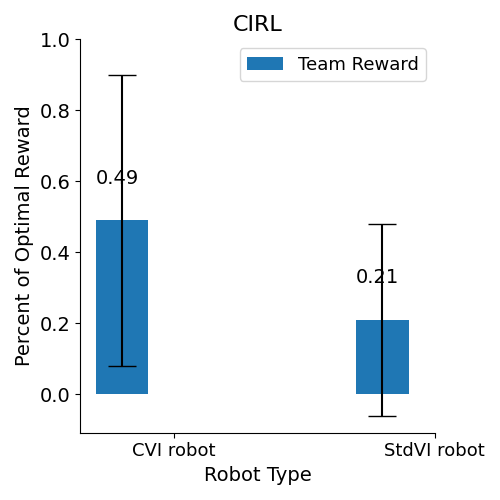 CIRL
Team Reward
Percent of Optimal Reward
1.0
0.8
0.6
0.4
0.2
0.0
0.49
0.21
CVI robot
StdVI robot
Robot Type